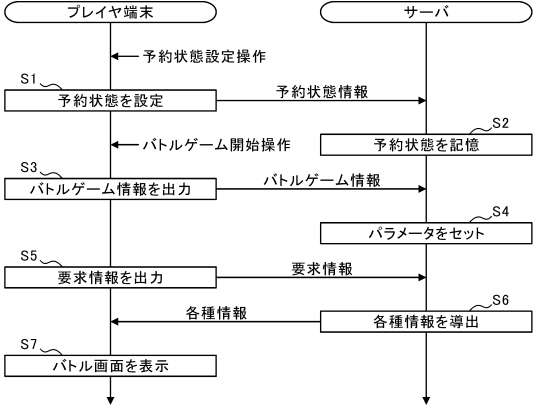 プレイヤ端末
サーバ
予約状態設定操作
S1
予約状態を設定
予約状態情報
S2
予約状態を記憶
バトルゲーム開始操作
S3
バトルゲーム情報を出力
バトルゲーム情報
S4
パラメータをセット
S5
要求情報を出力
要求情報
S6
各種情報を導出
各種情報
S7
バトル画面を表示